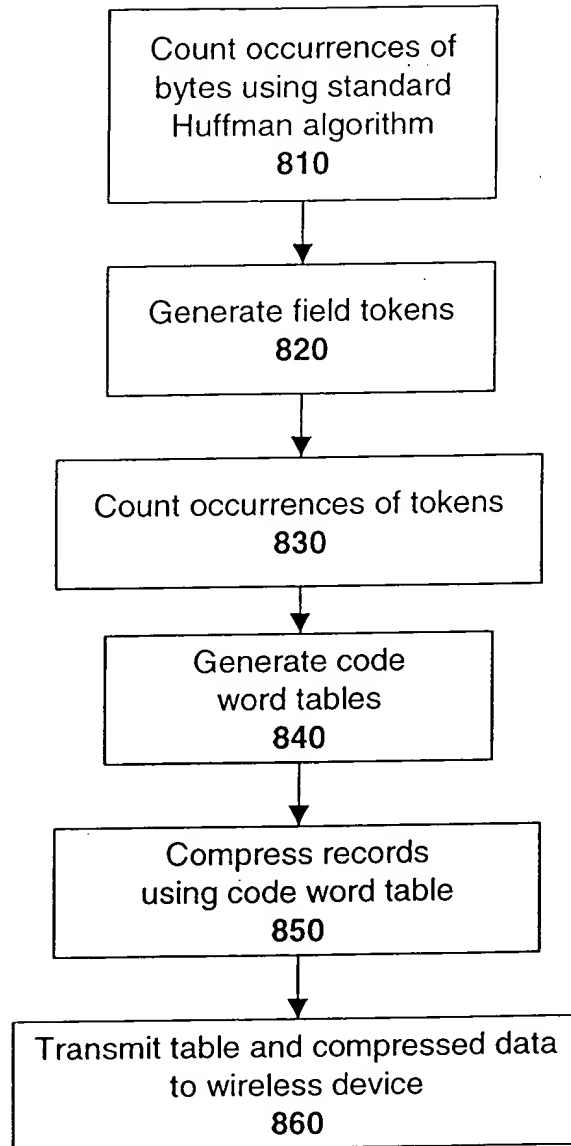 Count occurrences of
bytes using standard
Huffman algorithm
810
Generate field tokens
820
Count occurrences of tokens
830
Generate code
word tables
840
Compress records
using code word table
850
Transmit table and compressed data
to wireless device
860